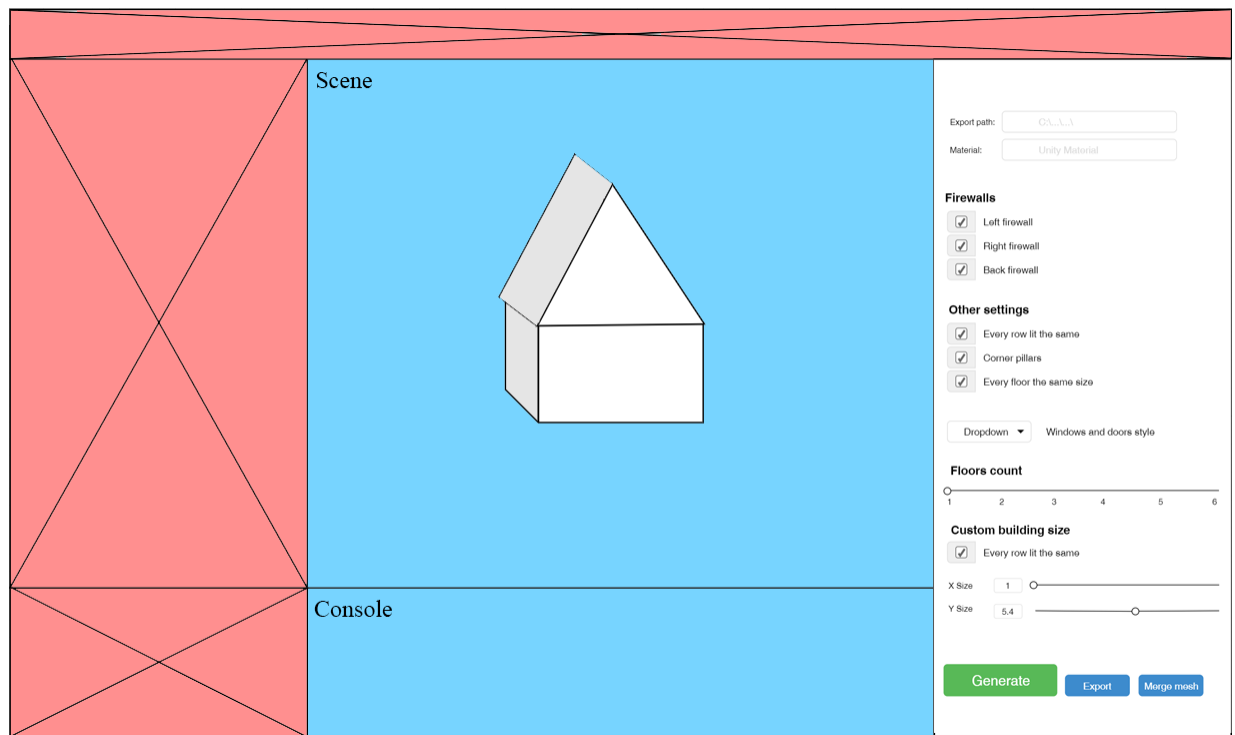 Scene
Export path: C:\...\...\
Material: Unity Material
Firewalls
Left firewall
Right firewall
Back firewall
Other settings
Every row lit the same
Corner pillars
Every floor the same size
Dropdown Windows and doors style
Floors count
1 2 3 4 5 6
Custom building size
Every row lit the same
X Size 1
Y Size 5.4
Console
Generate Export Merge mesh